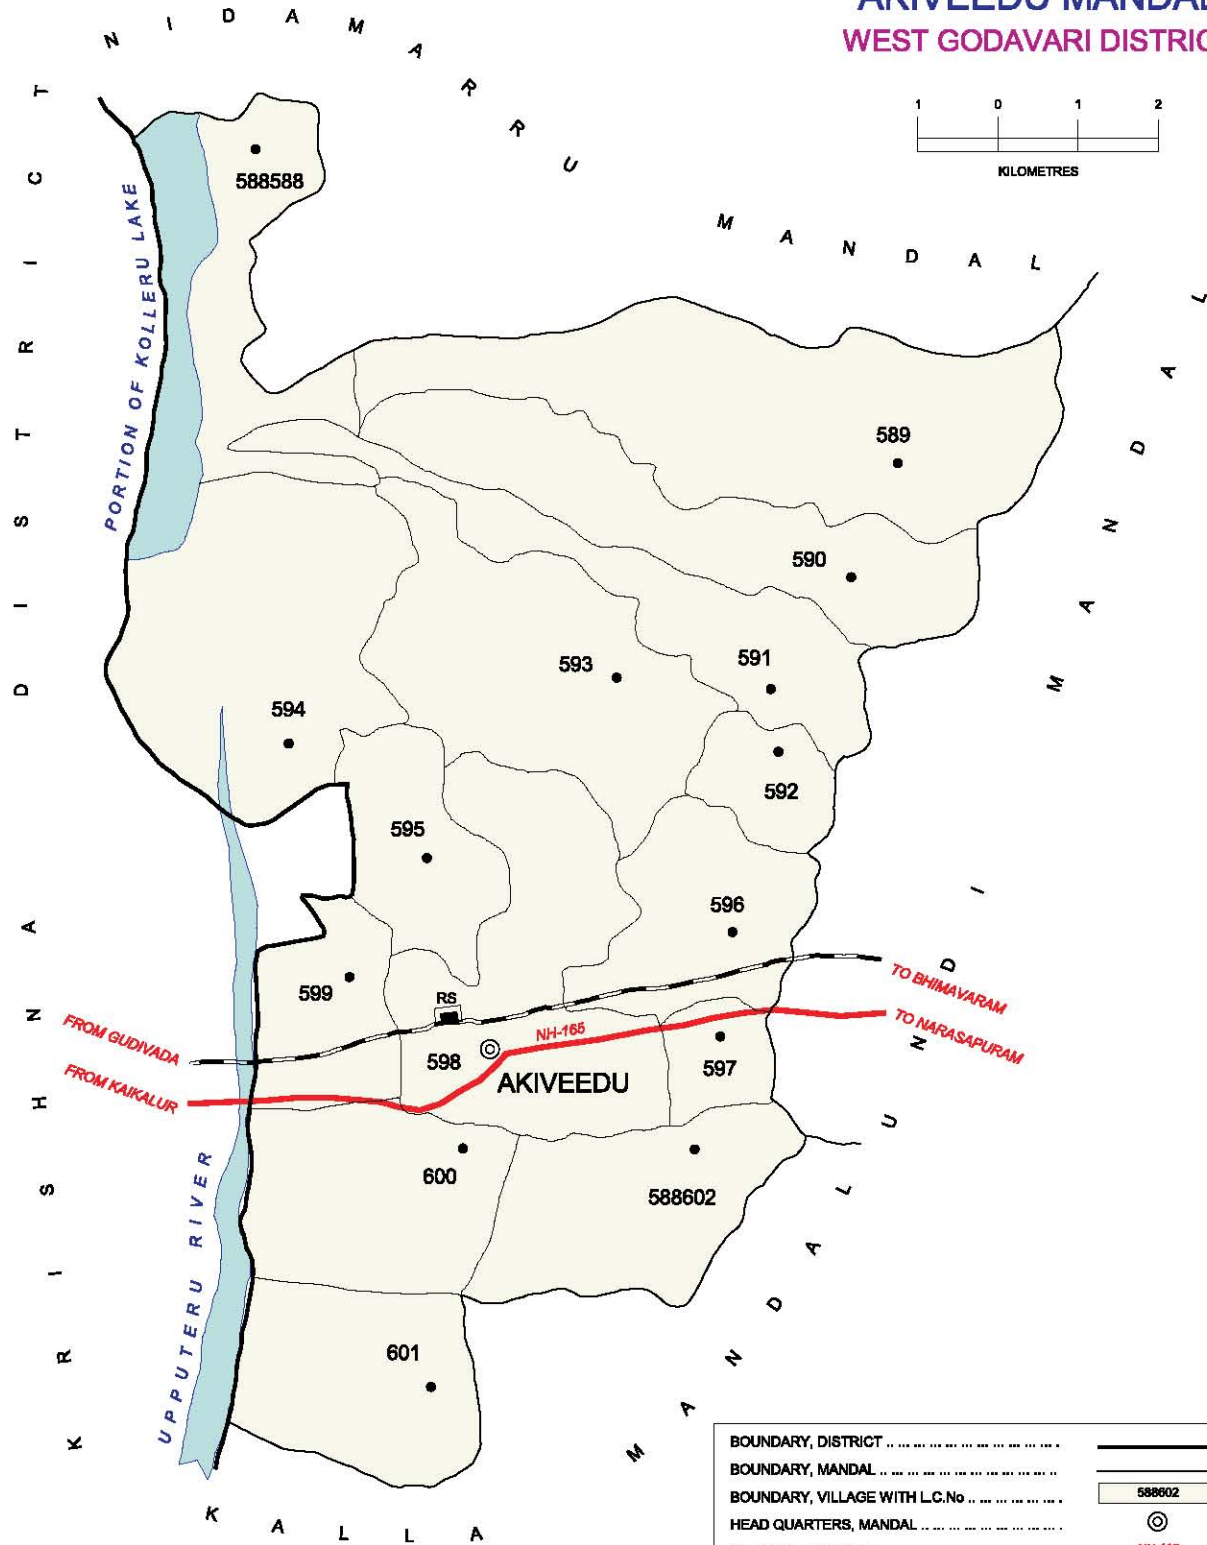 AKIVEEDU MANDAL
WEST GODAVARI DISTRIC
1 0 1 2
KILOMETRES
NIDAMARRU MANDAL
KRISHNA DISTRICT
UNDI MANDAL
KALLA MANDAL
PORTION OF KOLLERU LAKE
588588
589
590
591
592
593
594
595
596
TO BHIMAVARAM
599
RS
FROM GUDIVADA
NH-165
TO NARASAPURAM
598
597
FROM KAIKALUR
AKIVEEDU
600
588602
UPPUTERU RIVER
601
BOUNDARY, DISTRICT
BOUNDARY, MANDAL
BOUNDARY, VILLAGE WITH L.C.No 588602
HEAD QUARTERS, MANDAL